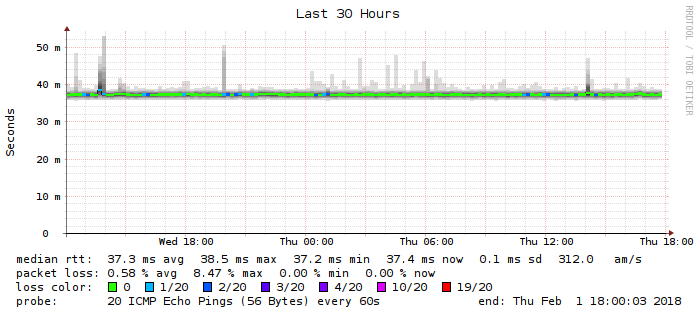 Last 30 Hours
RRDTOOL / TOBI OETIKER
Seconds
50 m
40 m
30 m
20 m
10 m
0
Wed 18:00 Thu 00:00 Thu 06:00 Thu 12:00 Thu 18:00
median rtt: 37.3 ms avg 38.5 ms max 37.2 ms min 37.4 ms now 0.1 ms sd 312.0 am/s
packet loss: 0.58 % avg 8.47 % max 0.00 % min 0.00 % now
loss color: 0 1/20 2/20 3/20 4/20 10/20 19/20
probe: 20 ICMP Echo Pings (56 Bytes) every 60s end: Thu Feb 1 18:00:03 2018